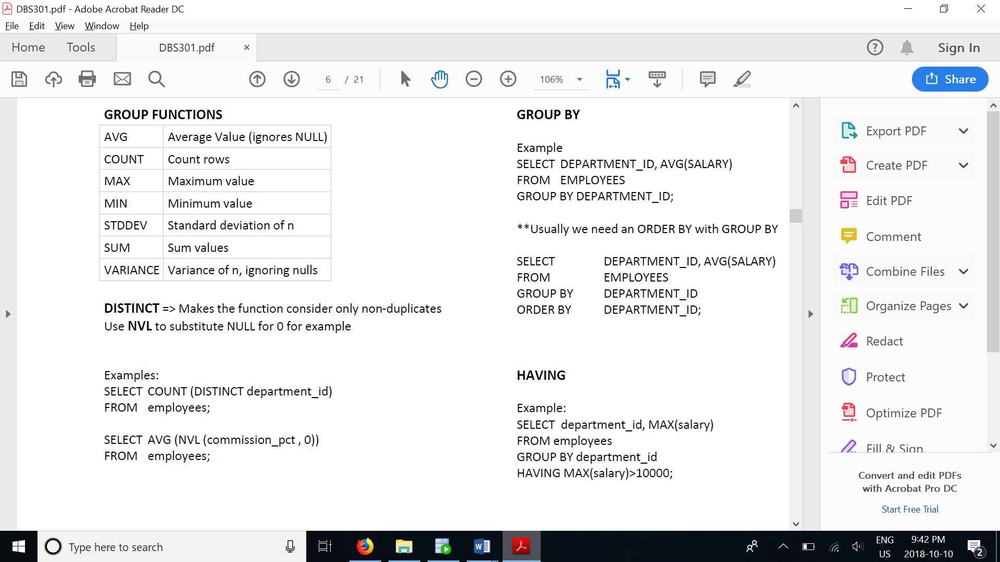 DBS301.pdf - Adobe Acrobat Reader DC
File Edit View Window Help
Home Tools DBS301.pdf × Sign In
6 / 21 106% Share
GROUP FUNCTIONS
AVG Average Value (ignores NULL)
COUNT Count rows
MAX Maximum value
MIN Minimum value
STDDEV Standard deviation of n
SUM Sum values
VARIANCE Variance of n, ignoring nulls
DISTINCT => Makes the function consider only non-duplicates
Use NVL to substitute NULL for 0 for example
Examples:
SELECT COUNT (DISTINCT department_id)
FROM employees;
SELECT AVG (NVL (commission_pct , 0))
FROM employees;
GROUP BY
Example
SELECT DEPARTMENT_ID, AVG(SALARY)
FROM EMPLOYEES
GROUP BY DEPARTMENT_ID;
**Usually we need an ORDER BY with GROUP BY
SELECT DEPARTMENT_ID, AVG(SALARY)
FROM EMPLOYEES
GROUP BY DEPARTMENT_ID
ORDER BY DEPARTMENT_ID;
HAVING
Example:
SELECT department_id, MAX(salary)
FROM employees
GROUP BY department_id
HAVING MAX(salary)>10000;
Export PDF
Create PDF
Edit PDF
Comment
Combine Files
Organize Pages
Redact
Protect
Optimize PDF
Fill & Sign
Convert and edit PDFs
with Acrobat Pro DC
Start Free Trial
Type here to search
ENG
US
9:42 PM
2018-10-10
2